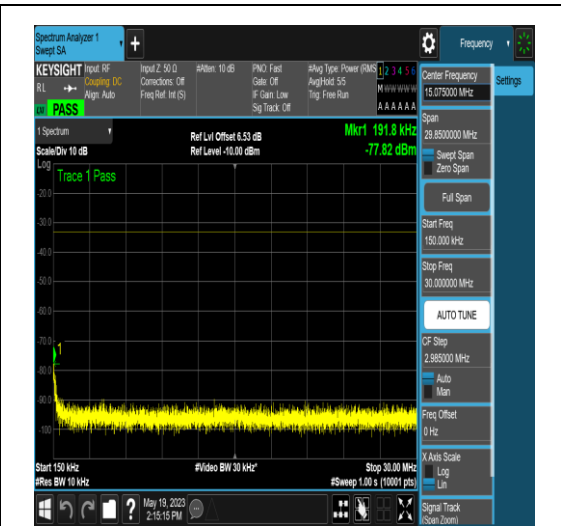 Spectrum Analyzer 1
Swept SA
+
Frequency
KEYSIGHT
RL
PASS
Input: RF
Coupling: DC
Align: Auto
Input Z: 50 Ω
Corrections: Off
Freq Ref: Int (S)
#Atten: 10 dB
PNO: Fast
Gate: Off
IF Gain: Low
Sig Track: Off
#Avg Type: Power (RMS
Avg|Hold: 5/5
Trig: Free Run
1 2 3 4 5 6
M W W W W W
A A A A A A
Center Frequency
15.075000 MHz
Settings
1 Spectrum
Scale/Div 10 dB
Ref Lvl Offset 6.53 dB
Ref Level -10.00 dBm
Mkr1 191.8 kHz
-77.82 dBm
Log
Trace 1 Pass
-20.0
-30.0
-40.0
-50.0
-60.0
-70.0
-80.0
-90.0
-100
1
Start 150 kHz
#Res BW 10 kHz
#Video BW 30 kHz*
Stop 30.00 MHz
#Sweep 1.00 s (10001 pts)
Span
29.8500000 MHz
Swept Span
Zero Span
Full Span
Start Freq
150.000 kHz
Stop Freq
30.000000 MHz
AUTO TUNE
CF Step
2.985000 MHz
Auto
Man
Freq Offset
0 Hz
X Axis Scale
Log
Lin
Signal Track
(Span Zoom)
?
May 19, 2023
2:15:15 PM